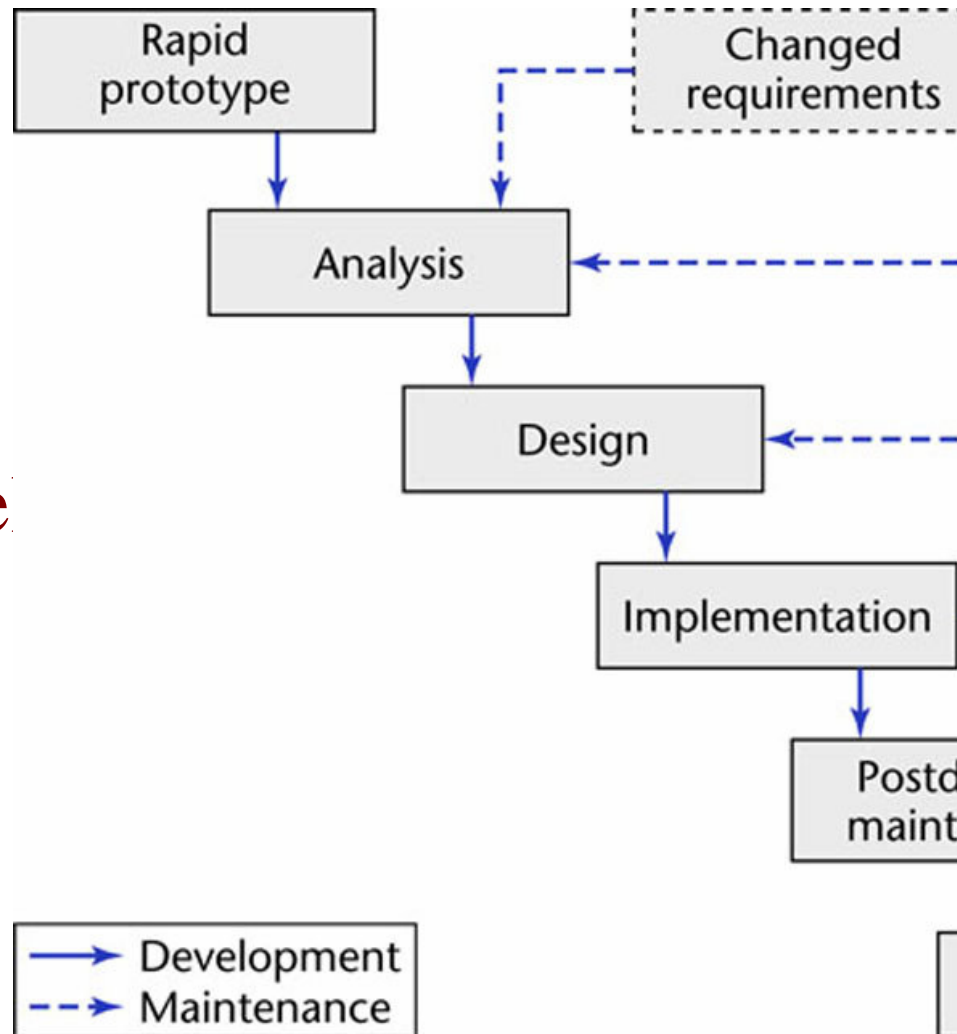 Rapid
prototype
Changed
requirements
Analysis
Design
Implementation
Development
Maintenance